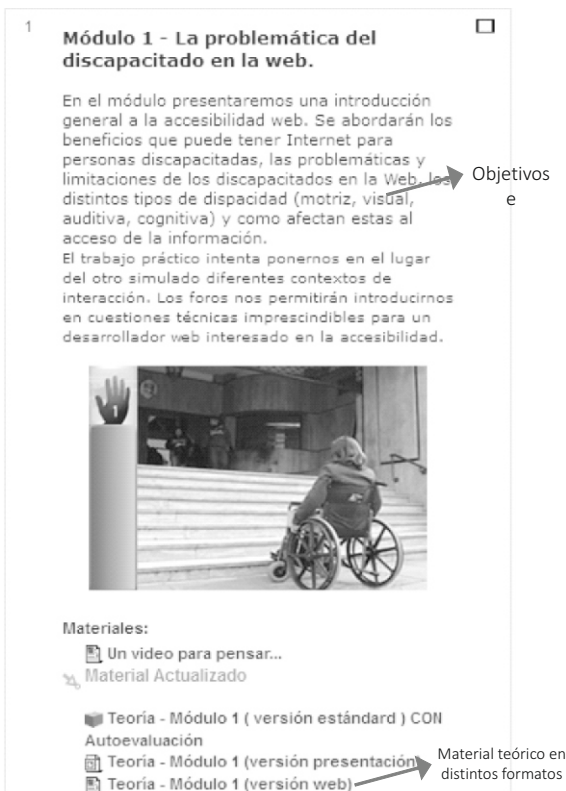 1
Módulo 1 - La problemática del
discapacitado en la web.
En el módulo presentaremos una introducción
general a la accesibilidad web. Se abordarán los
beneficios que puede tener Internet para
personas discapacitadas, las problemáticas y
limitaciones de los discapacitados en la Web, los
distintos tipos de dispacidad (motriz, visual,
auditiva, cognitiva) y como afectan estas al
acceso de la información.
El trabajo práctico intenta ponernos en el lugar
del otro simulado diferentes contextos de
interacción. Los foros nos permitirán introducirnos
en cuestiones técnicas imprescindibles para un
desarrollador web interesado en la accesibilidad.
Objetivos
e
1
Materiales:
Un video para pensar...
Material Actualizado
Teoría - Módulo 1 ( versión estándard ) CON
Autoevaluación
Teoría - Módulo 1 (versión presentación
Teoría - Módulo 1 (versión web)
Material teórico en
distintos formatos